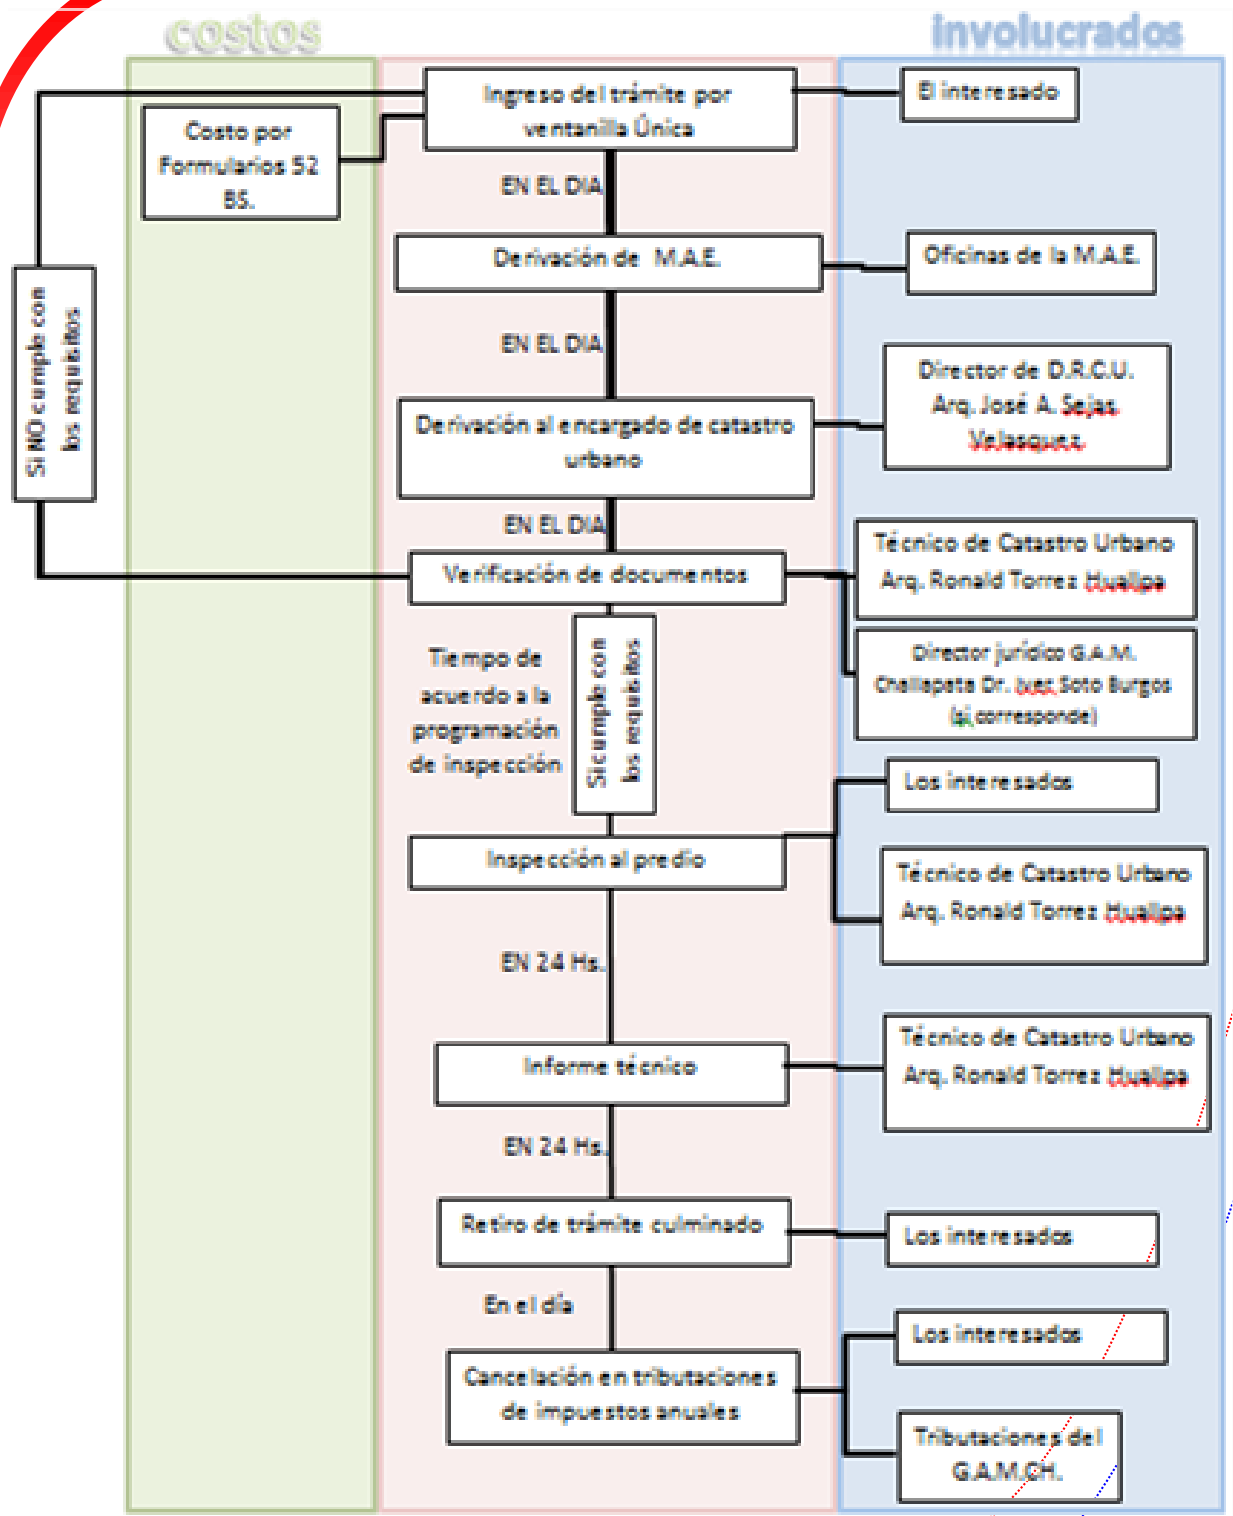 costos
involucrados
Ingreso del trámite por
ventanilla Única
El interesado
Costo por
Formularios 52
BS.
EN EL DIA
Derivación de M.A.E.
Oficinas de la M.A.E.
Si NO cumple con
los requisitos
EN EL DIA
Director de D.R.C.U.
Arq. José A. Sejas
Velasquez
Derivación al encargado de catastro
urbano
EN EL DIA
Verificación de documentos
Técnico de Catastro Urbano
Arq. Ronald Torrez Huallpa
Director jurídico G.A.M.
Challapata Dr. Ivez Soto Burgos
(si corresponde)
Tiempo de
acuerdo a la
programación
de inspección
Si cumple con
los requisitos
Los interesados
Inspección al predio
Técnico de Catastro Urbano
Arq. Ronald Torrez Huallpa
EN 24 Hs.
Informe técnico
Técnico de Catastro Urbano
Arq. Ronald Torrez Huallpa
EN 24 Hs.
Retiro de trámite culminado
Los interesados
En el día
Los interesados
Cancelación en tributaciones
de impuestos anuales
Tributaciones del
G.A.M.CH.